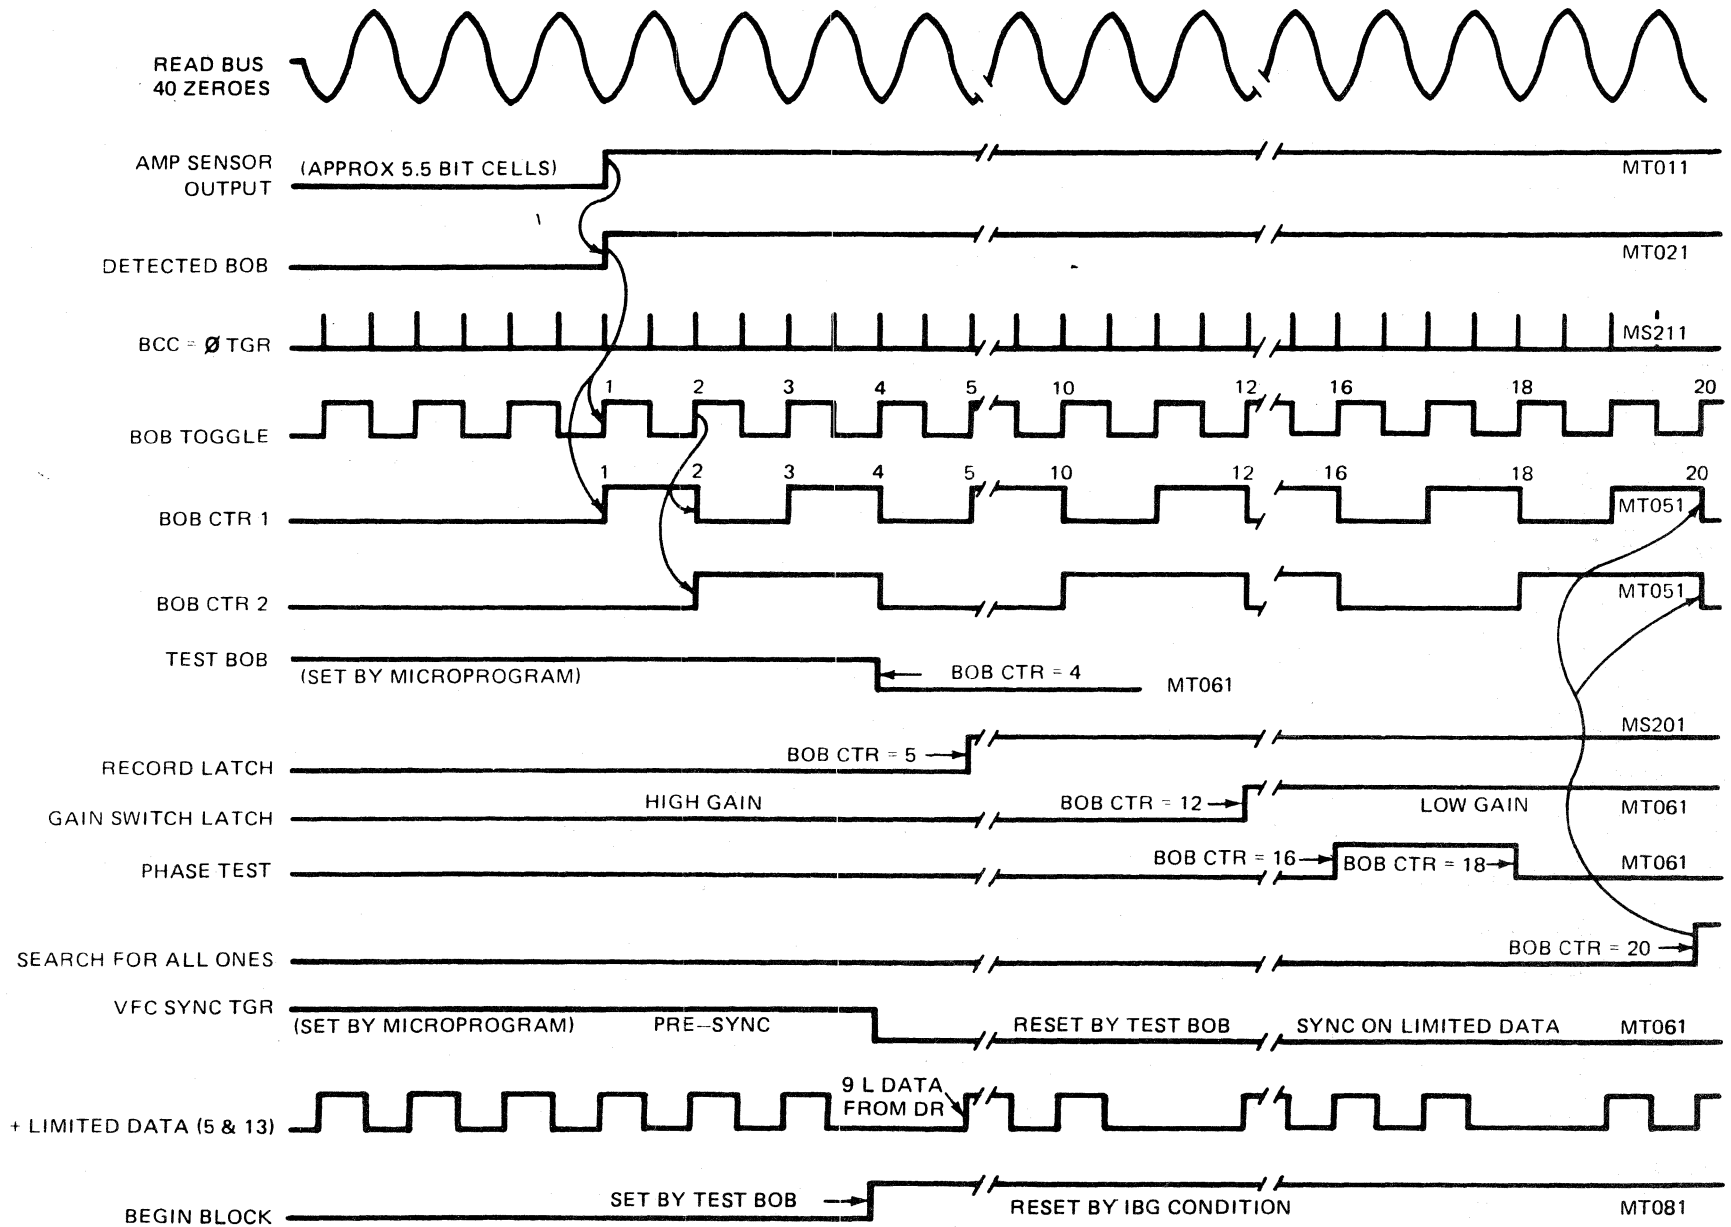 READ BUS
40 ZEROES
AMP SENSOR
OUTPUT
(APPROX 5.5 BIT CELLS)
MT011
DETECTED BOB
MT021
BCC = Ø TGR
MS211
1 2 3 4 5 10 12 16 18 20
BOB TOGGLE
1 2 3 4 5 10 12 16 18 20
BOB CTR 1
MT051
BOB CTR 2
MT051
TEST BOB
(SET BY MICROPROGRAM)
BOB CTR = 4
MT061
RECORD LATCH
BOB CTR = 5
MS201
GAIN SWITCH LATCH
HIGH GAIN
BOB CTR = 12
LOW GAIN
MT061
PHASE TEST
BOB CTR = 16
BOB CTR = 18
MT061
SEARCH FOR ALL ONES
BOB CTR = 20
VFC SYNC TGR
(SET BY MICROPROGRAM)
PRE-SYNC
RESET BY TEST BOB
SYNC ON LIMITED DATA
MT061
+ LIMITED DATA (5 & 13)
9 L DATA
FROM DR
BEGIN BLOCK
SET BY TEST BOB
RESET BY IBG CONDITION
MT081